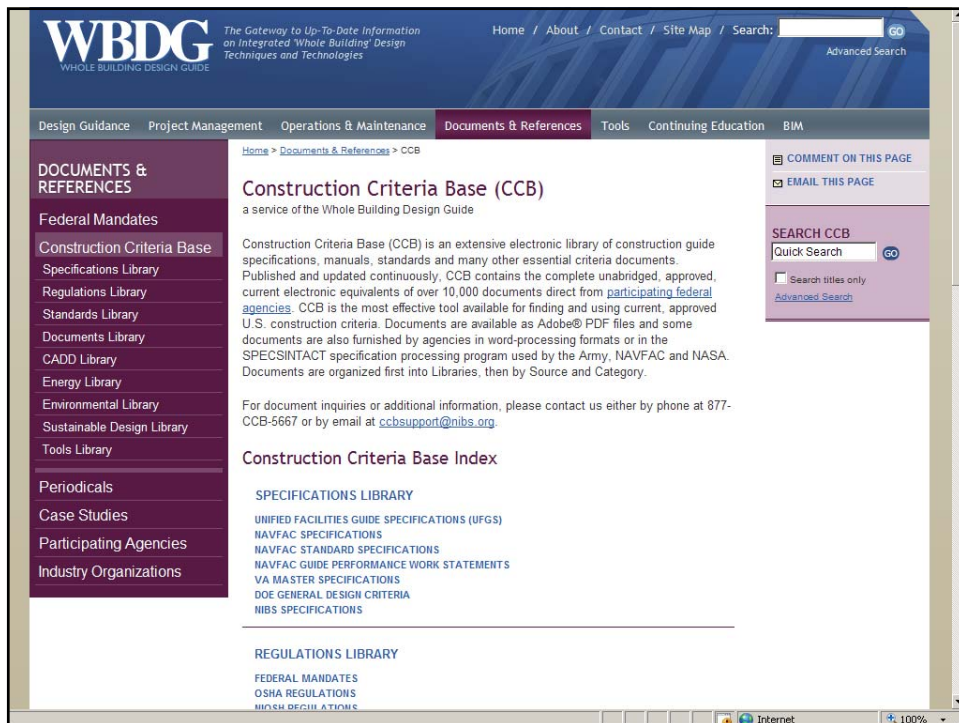 WBDG
WHOLE BUILDING DESIGN GUIDE
The Gateway to Up-To-Date Information
on Integrated 'Whole Building' Design
Techniques and Technologies
Home / About / Contact / Site Map / Search:
GO
Advanced Search
Design Guidance Project Management Operations & Maintenance Documents & References Tools Continuing Education BIM
DOCUMENTS &
REFERENCES
Federal Mandates
Construction Criteria Base
Specifications Library
Regulations Library
Standards Library
Documents Library
CADD Library
Energy Library
Environmental Library
Sustainable Design Library
Tools Library
Periodicals
Case Studies
Participating Agencies
Industry Organizations
Home > Documents & References > CCB
Construction Criteria Base (CCB)
a service of the Whole Building Design Guide
Construction Criteria Base (CCB) is an extensive electronic library of construction guide
specifications, manuals, standards and many other essential criteria documents.
Published and updated continuously, CCB contains the complete unabridged, approved,
current electronic equivalents of over 10,000 documents direct from participating federal
agencies. CCB is the most effective tool available for finding and using current, approved
U.S. construction criteria. Documents are available as Adobe® PDF files and some
documents are also furnished by agencies in word-processing formats or in the
SPECSINTACT specification processing program used by the Army, NAVFAC and NASA.
Documents are organized first into Libraries, then by Source and Category.
For document inquiries or additional information, please contact us either by phone at 877-
CCB-5667 or by email at ccbsupport@nibs.org.
Construction Criteria Base Index
SPECIFICATIONS LIBRARY
UNIFIED FACILITIES GUIDE SPECIFICATIONS (UFGS)
NAVFAC SPECIFICATIONS
NAVFAC STANDARD SPECIFICATIONS
NAVFAC GUIDE PERFORMANCE WORK STATEMENTS
VA MASTER SPECIFICATIONS
DOE GENERAL DESIGN CRITERIA
NIBS SPECIFICATIONS
REGULATIONS LIBRARY
FEDERAL MANDATES
OSHA REGULATIONS
NIOSH REGULATIONS
COMMENT ON THIS PAGE
EMAIL THIS PAGE
SEARCH CCB
Quick Search
GO
Search titles only
Advanced Search
Internet
100%